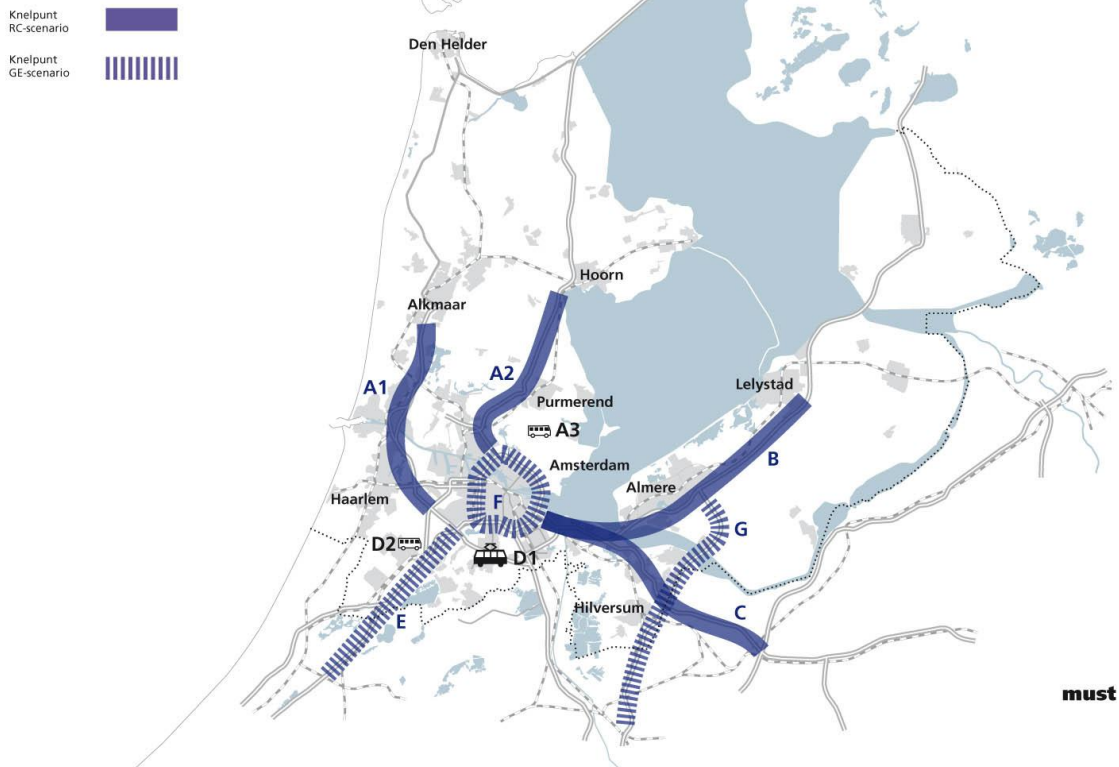 Knelpunt
RC-scenario
Knelpunt
GE-scenario
Den Helder
Hoorn
Alkmaar
A1
A2
Purmerend
A3
Lelystad
B
Amsterdam
Almere
Haarlem
F
G
D2
D1
Hilversum
C
E
must